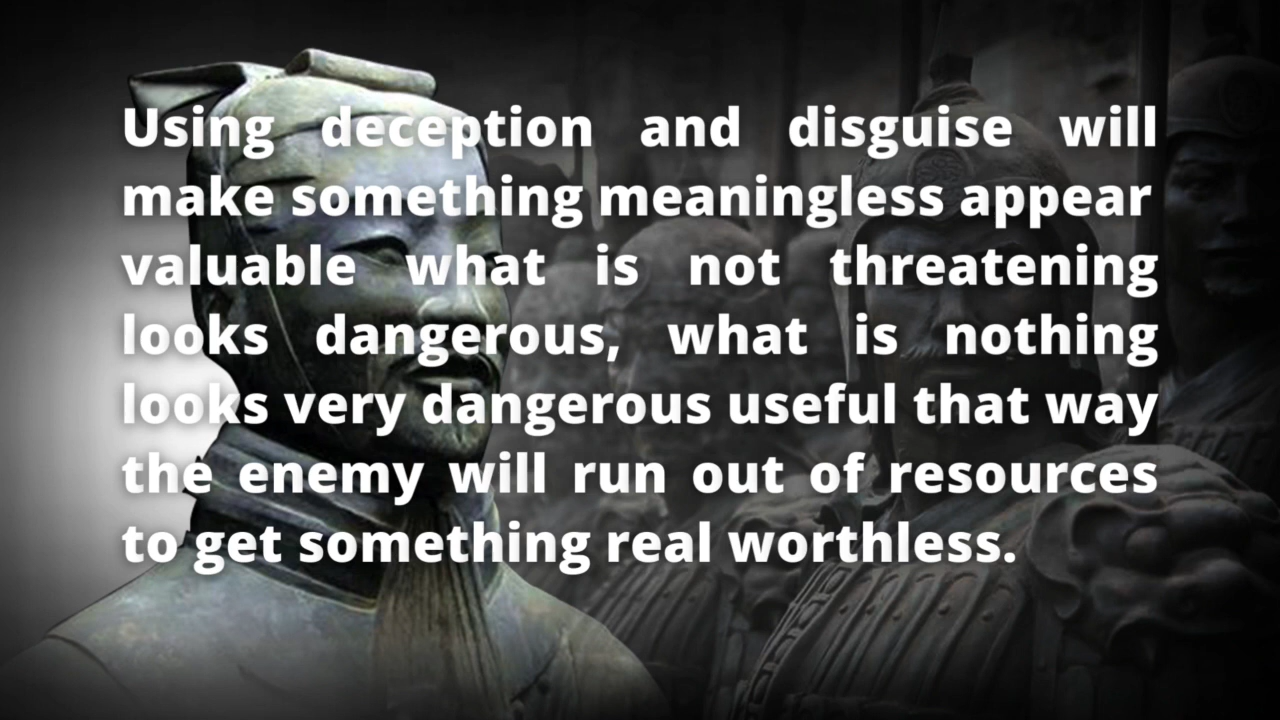 Using deception and disguise will
make something meaningless appear
valuable what is not threatening
looks dangerous, what is nothing
looks very dangerous useful that way
the enemy will run out of resources
to get something real worthless.